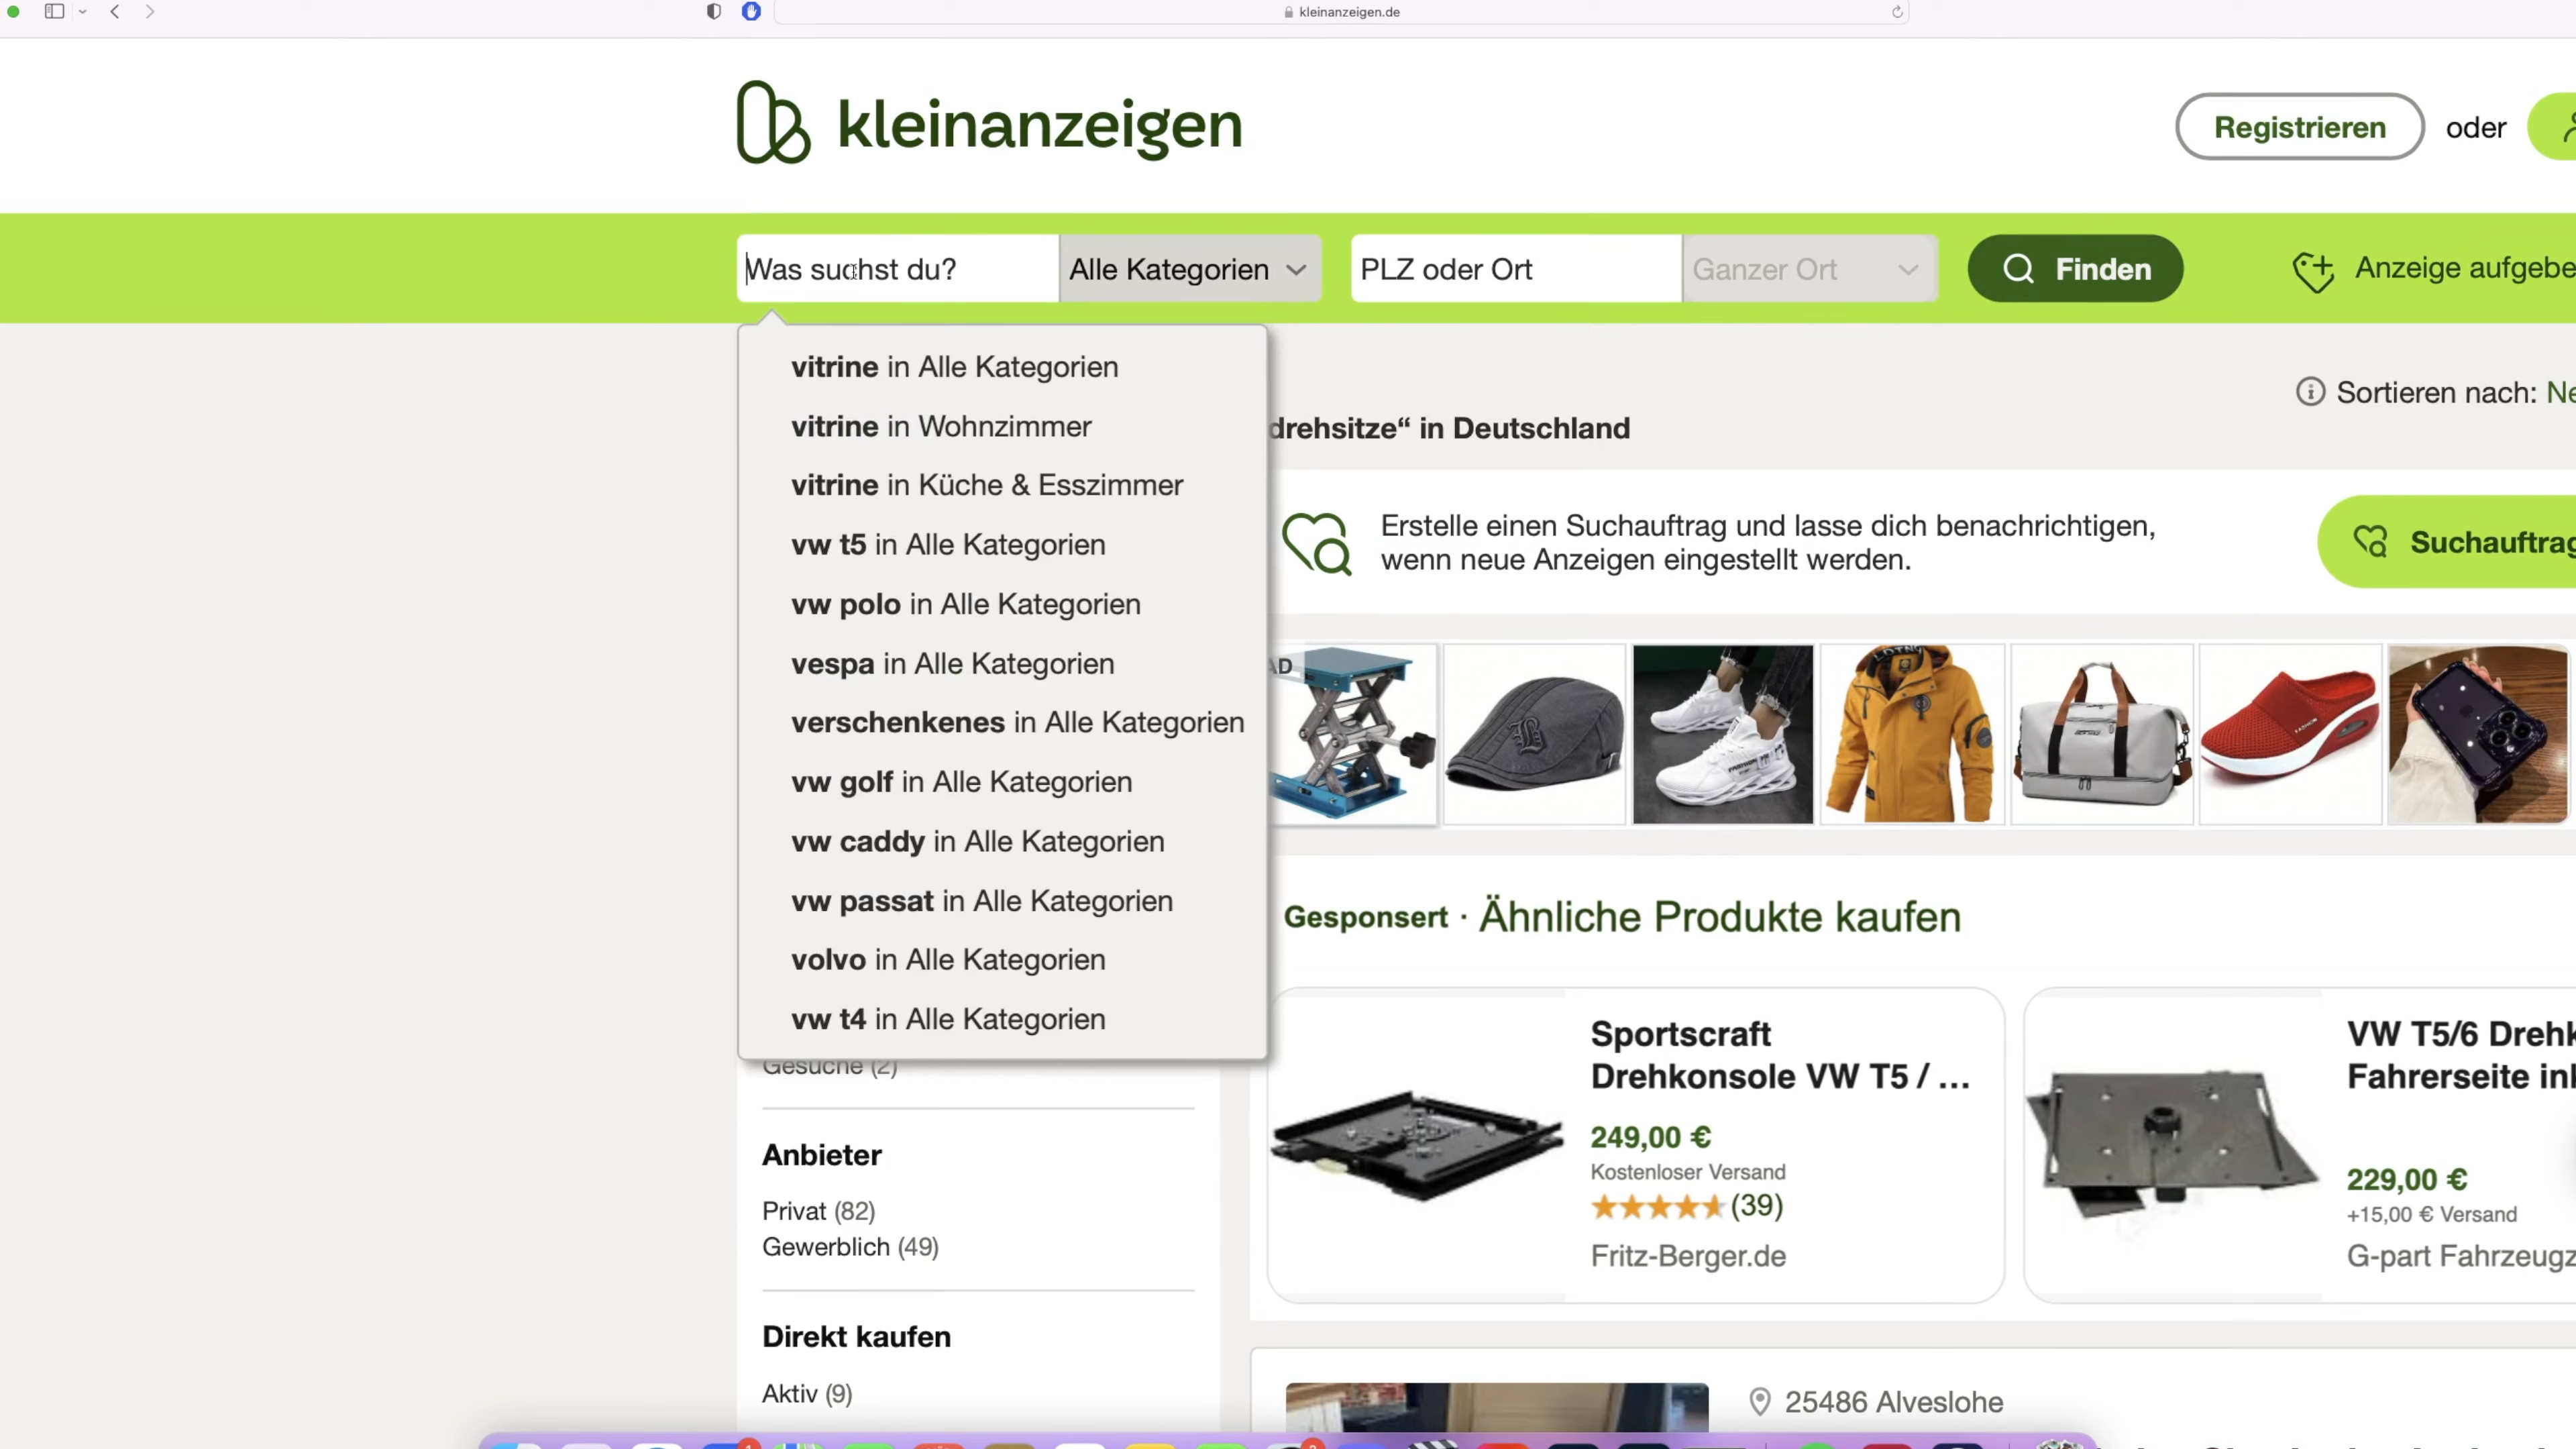 kleinanzeigen.de
kleinanzeigen
Registrieren oder
Was suchst du? Alle Kategorien PLZ oder Ort Ganzer Ort Finden Anzeige aufgebe
vitrine in Alle Kategorien
vitrine in Wohnzimmer
vitrine in Küche & Esszimmer
vw t5 in Alle Kategorien
vw polo in Alle Kategorien
vespa in Alle Kategorien
verschenkenes in Alle Kategorien
vw golf in Alle Kategorien
vw caddy in Alle Kategorien
vw passat in Alle Kategorien
volvo in Alle Kategorien
vw t4 in Alle Kategorien
Sortieren nach: Ne
drehsitze“ in Deutschland
Erstelle einen Suchauftrag und lasse dich benachrichtigen,
wenn neue Anzeigen eingestellt werden.
Suchauftrag
AD
Gesponsert · Ähnliche Produkte kaufen
Sportscraft
Drehkonsole VW T5 / ...
249,00 €
Kostenloser Versand
(39)
Fritz-Berger.de
VW T5/6 Drehk
Fahrerseite ink
229,00 €
+15,00 € Versand
G-part Fahrzeugz
Gesuche (2)
Anbieter
Privat (82)
Gewerblich (49)
Direkt kaufen
Aktiv (9)
25486 Alveslohe